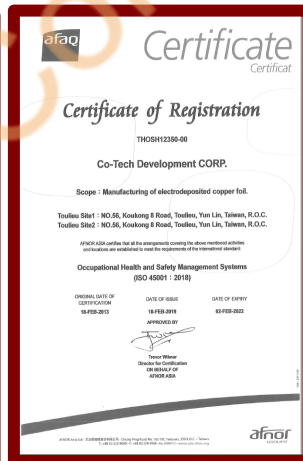 afaq
Certificate
Certificat
Certificate of Registration
THOSH12350-00
Co-Tech Development CORP.
Scope : Manufacturing of electrodeposited copper foil.
Toulieu Site1 : NO.56, Koukong 8 Road, Toulieu, Yun Lin, Taiwan, R.O.C.
Toulieu Site2 : NO.56, Koukong 8 Road, Toulieu, Yun Lin, Taiwan, R.O.C.
AFNOR ASIA certifies that all the arrangements covering the above mentioned activities
and locations are established to meet the requirements of the international standard:
Occupational Health and Safety Management Systems
(ISO 45001 : 2018)
ORIGINAL DATE OF
CERTIFICATION
DATE OF ISSUE
DATE OF EXPIRY
18-FEB-2013
18-FEB-2019
02-FEB-2022
APPROVED BY
Trevor Wilmer
Director for Certification
ON BEHALF OF
AFNOR ASIA
afnor
GROUPE